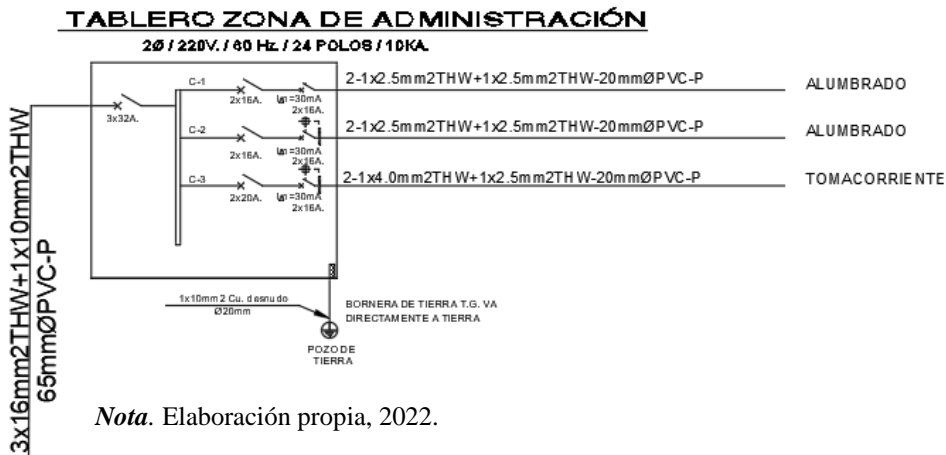 TABLERO ZONA DE ADMINISTRACIÓN
2Ø / 220V. / 60 Hz. / 24 POLOS / 10KA.
3x16mm2THW+1x10mm2THW
65mmØPVC-P
3x32A.
C-1
2x16A.
I∆n =30mA
2x16A.
2-1x2.5mm2THW+1x2.5mm2THW-20mmØPVC-P
ALUMBRADO
C-2
2x16A.
I∆n =30mA
2x16A.
2-1x2.5mm2THW+1x2.5mm2THW-20mmØPVC-P
ALUMBRADO
C-3
2x20A.
I∆n =30mA
2x16A.
2-1x4.0mm2THW+1x2.5mm2THW-20mmØPVC-P
TOMACORRIENTE
1x10mm2 Cu. desnudo
Ø20mm
BORNERA DE TIERRA T.G. VA
DIRECTAMENTE A TIERRA
POZO DE
TIERRA
Nota. Elaboración propia, 2022.